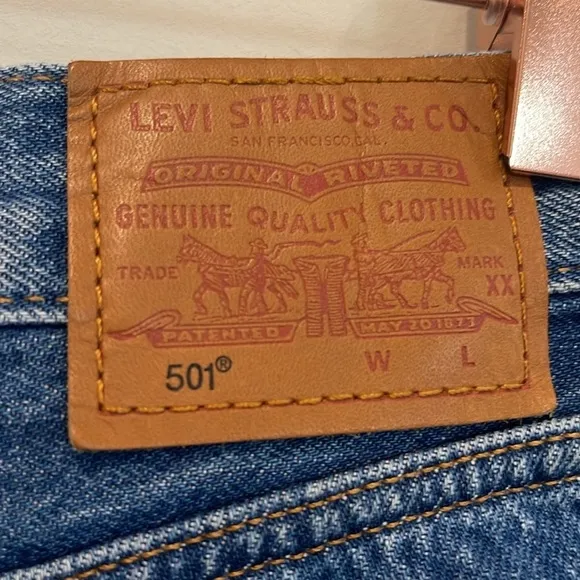 LEVI STRAUSS & CO.
SAN FRANCISCO, CAL.
ORIGINAL RIVETED
GENUINE QUALITY CLOTHING
TRADE MARK
XX
PATENTED MAY 20 1873
501® W L